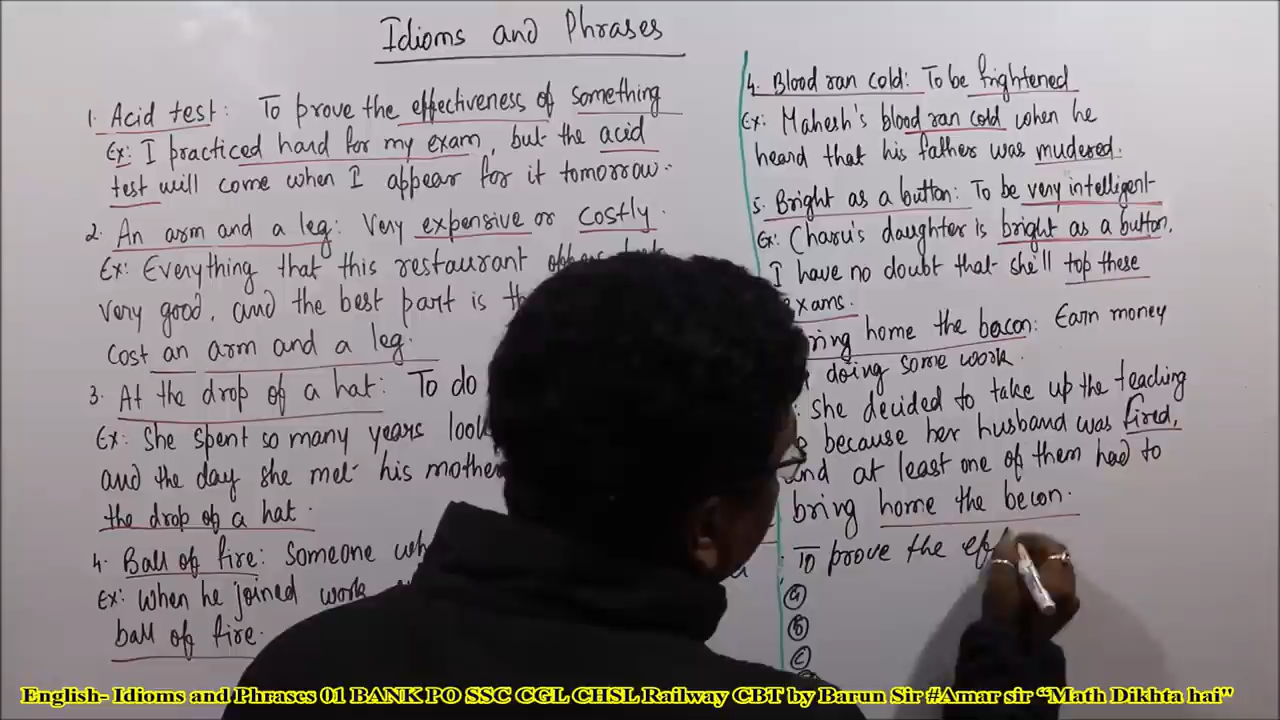 Idioms and Phrases
1. Acid test: To prove the effectiveness of something
Ex: I practiced hard for my exam, but the acid
test will come when I appear for it tomorrow.
2. An arm and a leg: Very expensive or costly.
Ex: Everything that this restaurant
very good, and the best part is
cost an arm and a leg.
3. At the drop of a hat: To do
Ex: She spent so many years
and the day she met his mother
the drop of a hat.
4. Ball of fire: Someone
Ex: When he joined work
ball of fire.
4. Blood ran cold: To be frightened
Ex: Mahesh's blood ran cold when he
heard that his father was mudered.
5. Bright as a button: To be very intelligent
Ex: Charu's daughter is bright as a button.
I have no doubt that she'll top these
exams.
home the bacon: Earn money
doing some work.
She decided to take up the teaching
because her husband was fired,
and at least one of them had to
bring home the becon.
To prove the
A
B
C
English- Idioms and Phrases 01 BANK PO SSC CGL CHSL Railway CBT by Barun Sir #Amar sir “Math Dikhta hai"